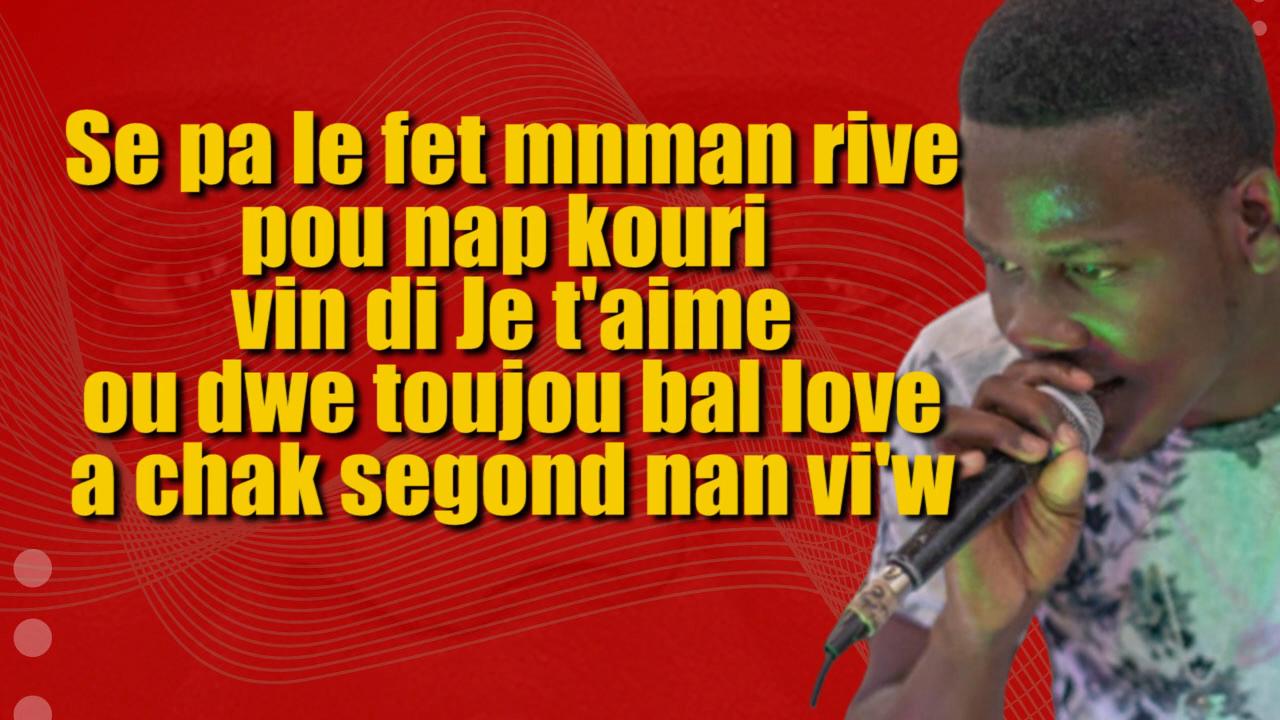 Se pa le fet mnman rive
pou nap kouri
vin di Je t'aime
ou dwe toujou bal love
a chak segond nan vi'w